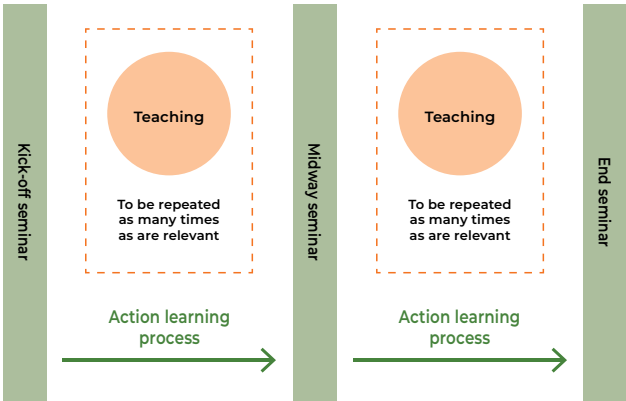 Kick-off seminar
Teaching
To be repeated
as many times
as are relevant
Action learning
process
Midway seminar
Teaching
To be repeated
as many times
as are relevant
Action learning
process
End seminar